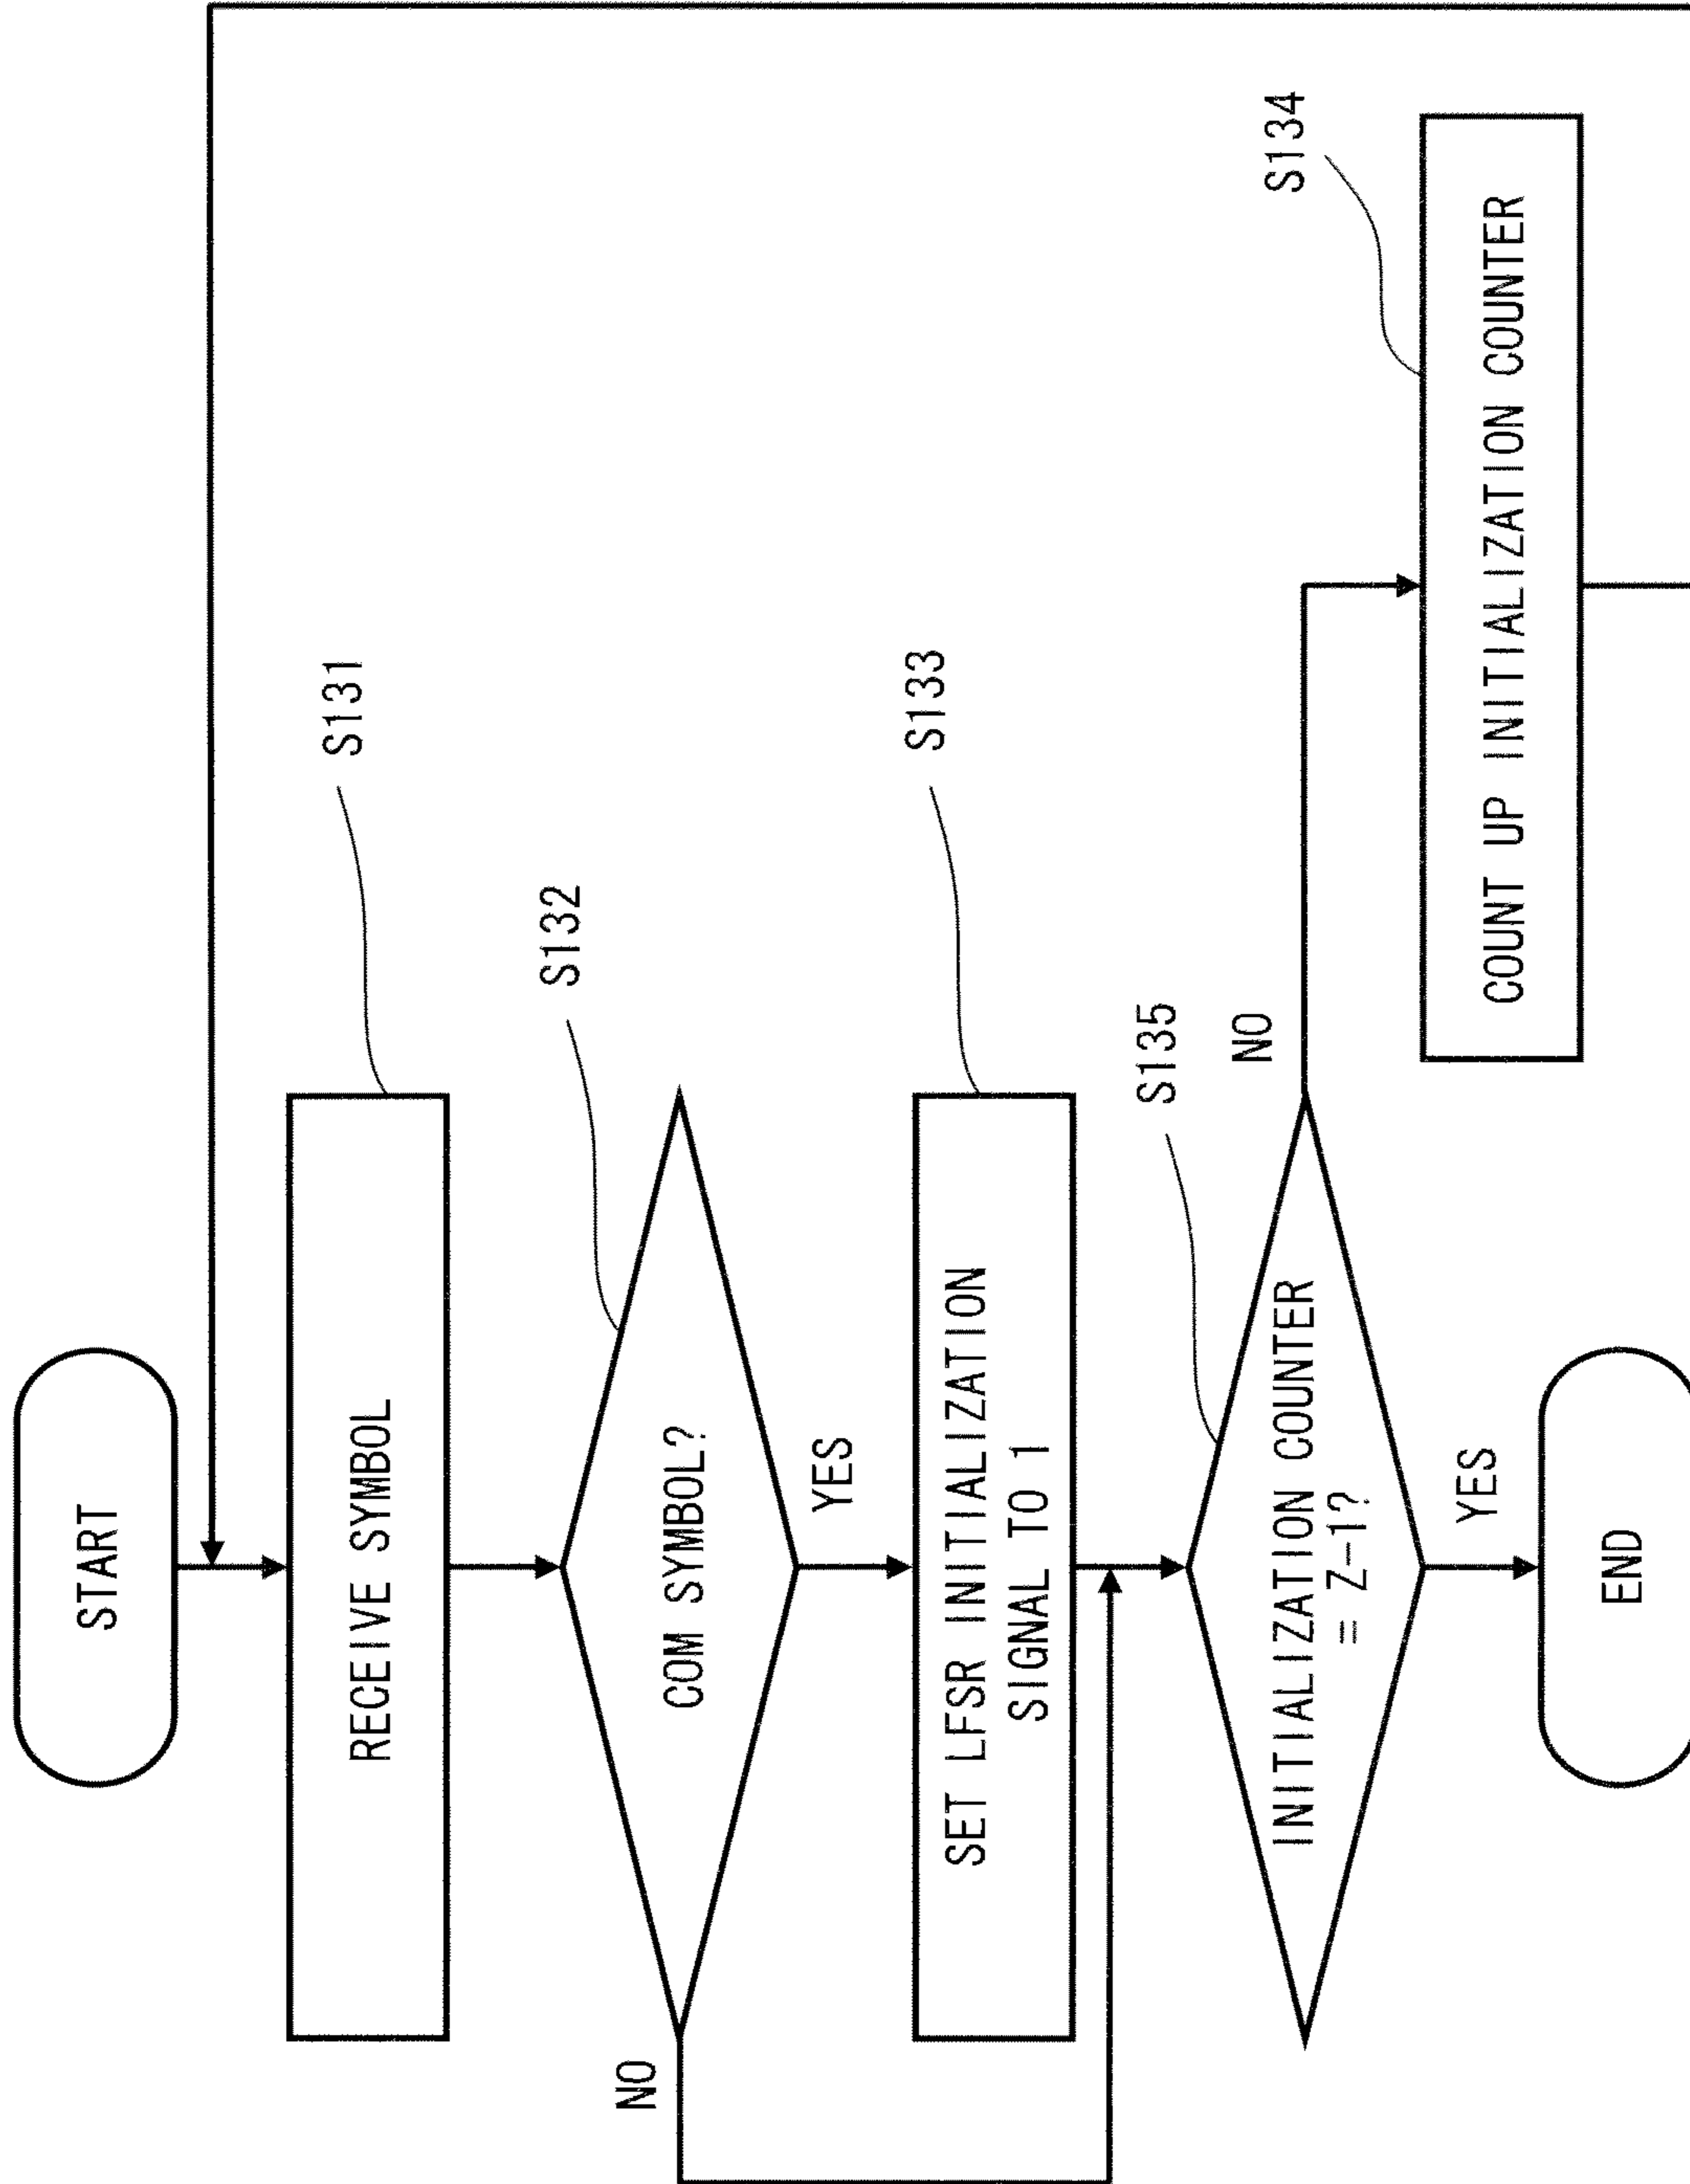 START
S131
RECEIVE SYMBOL
S132
COM SYMBOL?
NO
YES
S133
SET LFSR INITIALIZATION
SIGNAL TO 1
S135
INITIALIZATION COUNTER
= Z-1?
NO
YES
S134
COUNT UP INITIALIZATION COUNTER
END